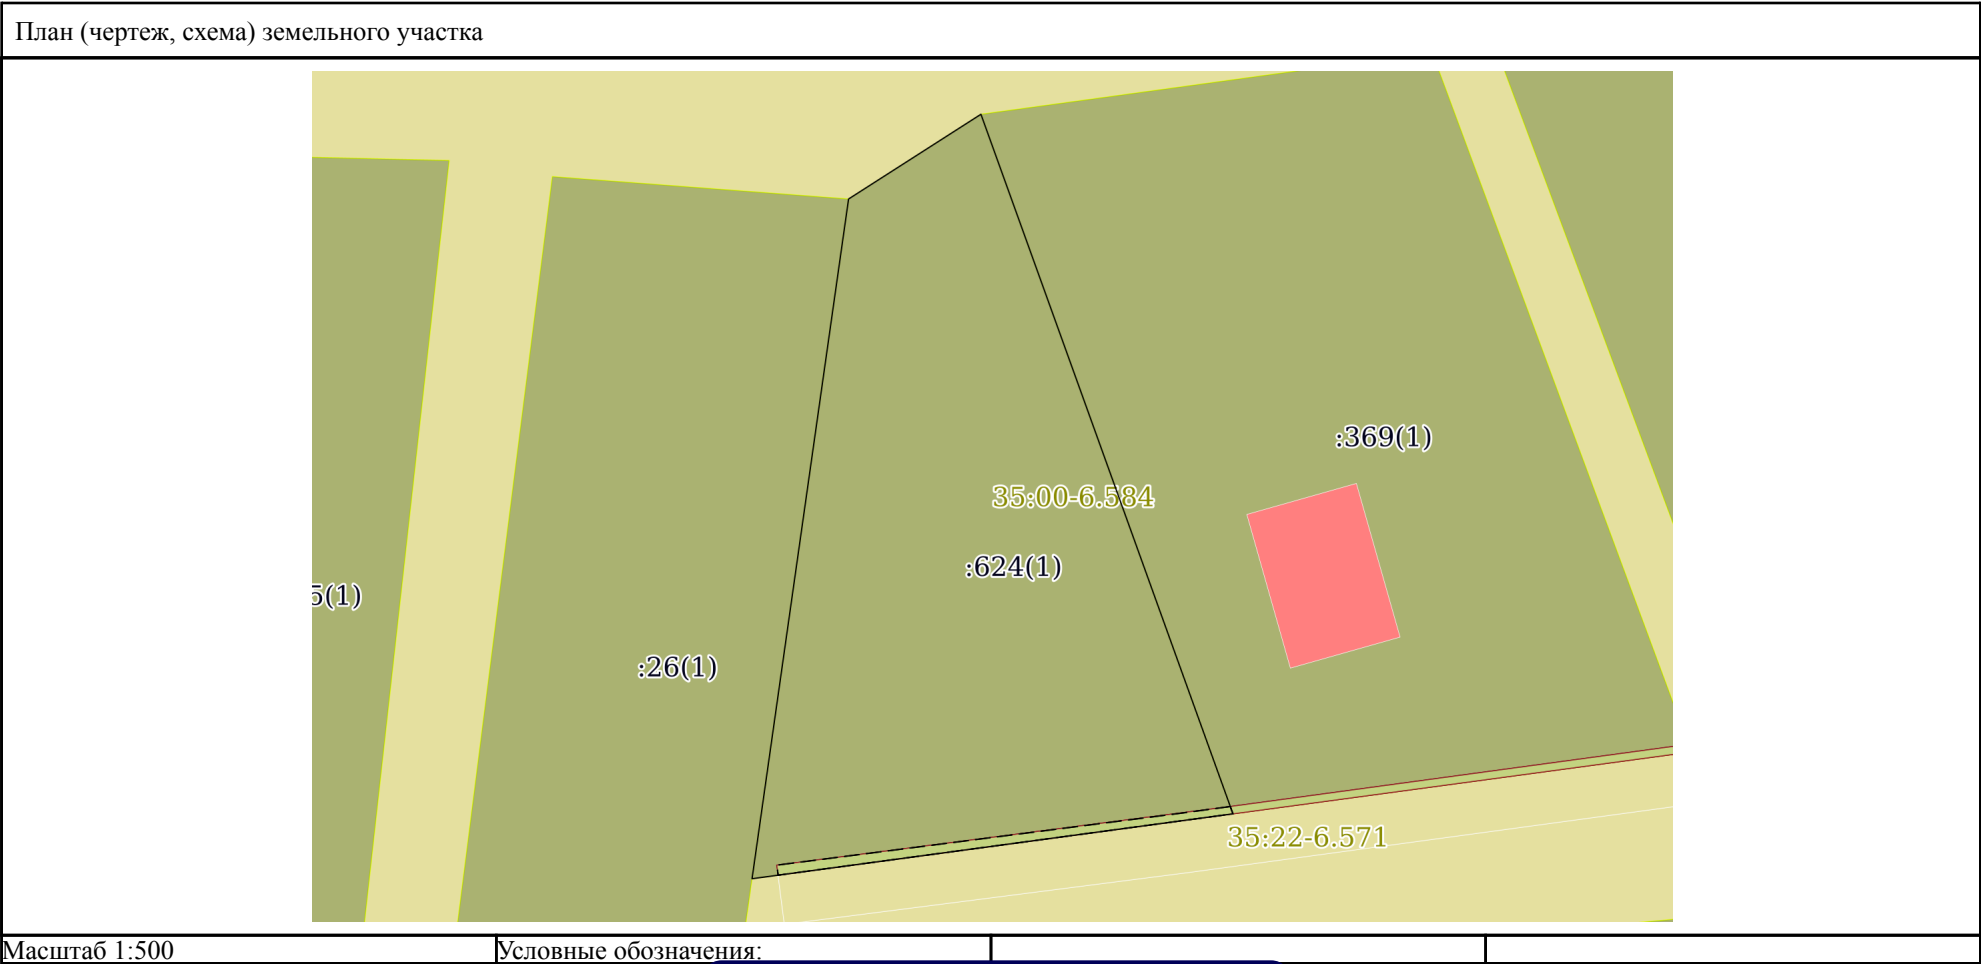 План (чертеж, схема) земельного участка
:369(1)
35:00-6.584
:624(1)
5(1)
:26(1)
35:22-6.571
Масштаб 1:500
Условные обозначения: